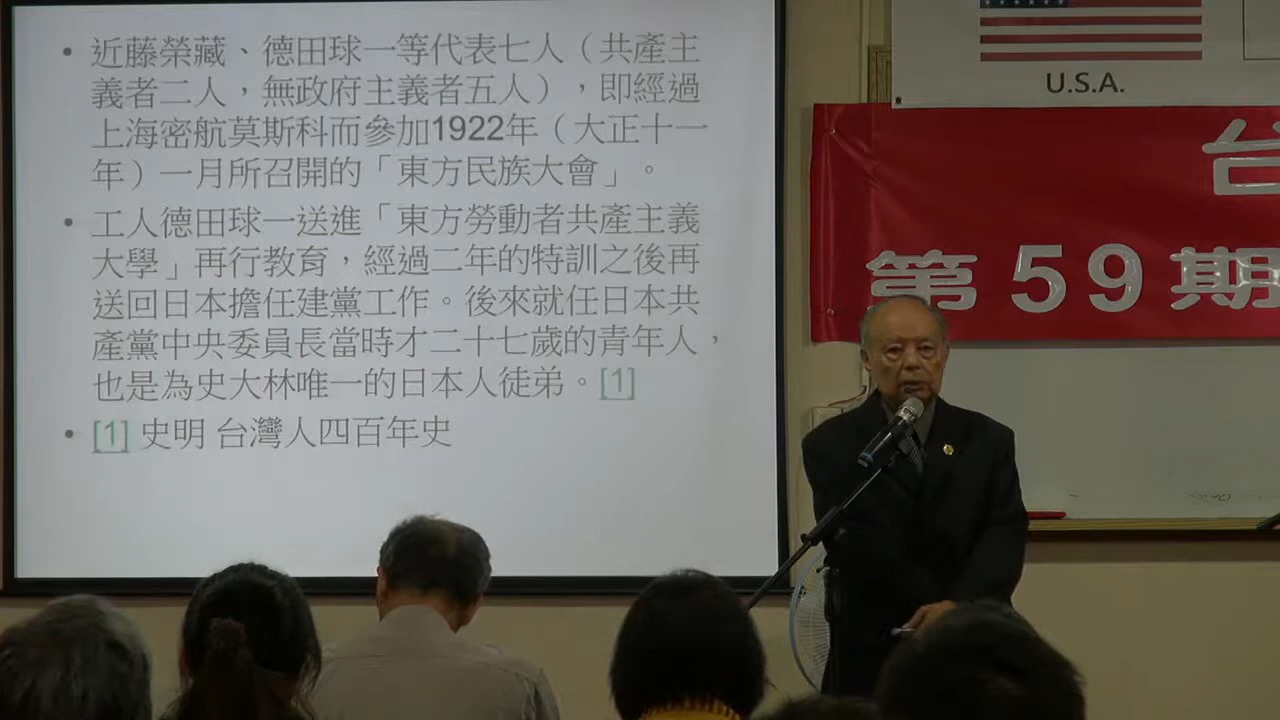 • 近藤榮藏、德田球一等代表七人（共產主
義者二人，無政府主義者五人），即經過
上海密航莫斯科而參加1922年（大正十一
年）一月所召開的「東方民族大會」。
• 工人德田球一送進「東方勞動者共產主義
大學」再行教育，經過二年的特訓之後再
送回日本擔任建黨工作。後來就任日本共
產黨中央委員長當時才二十七歲的青年人，
也是為史大林唯一的日本人徒弟。[1]
• [1] 史明 台灣人四百年史
U.S.A.
台
第59期